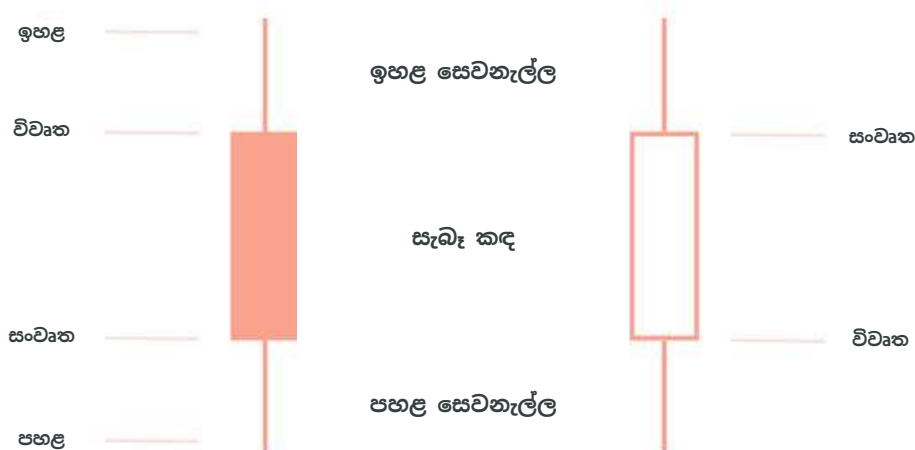 ඉහළ
ඉහළ සෙවනැල්ල
විවෘත
සංවෘත
සැබෑ කඳ
සංවෘත
විවෘත
පහළ සෙවනැල්ල
පහළ